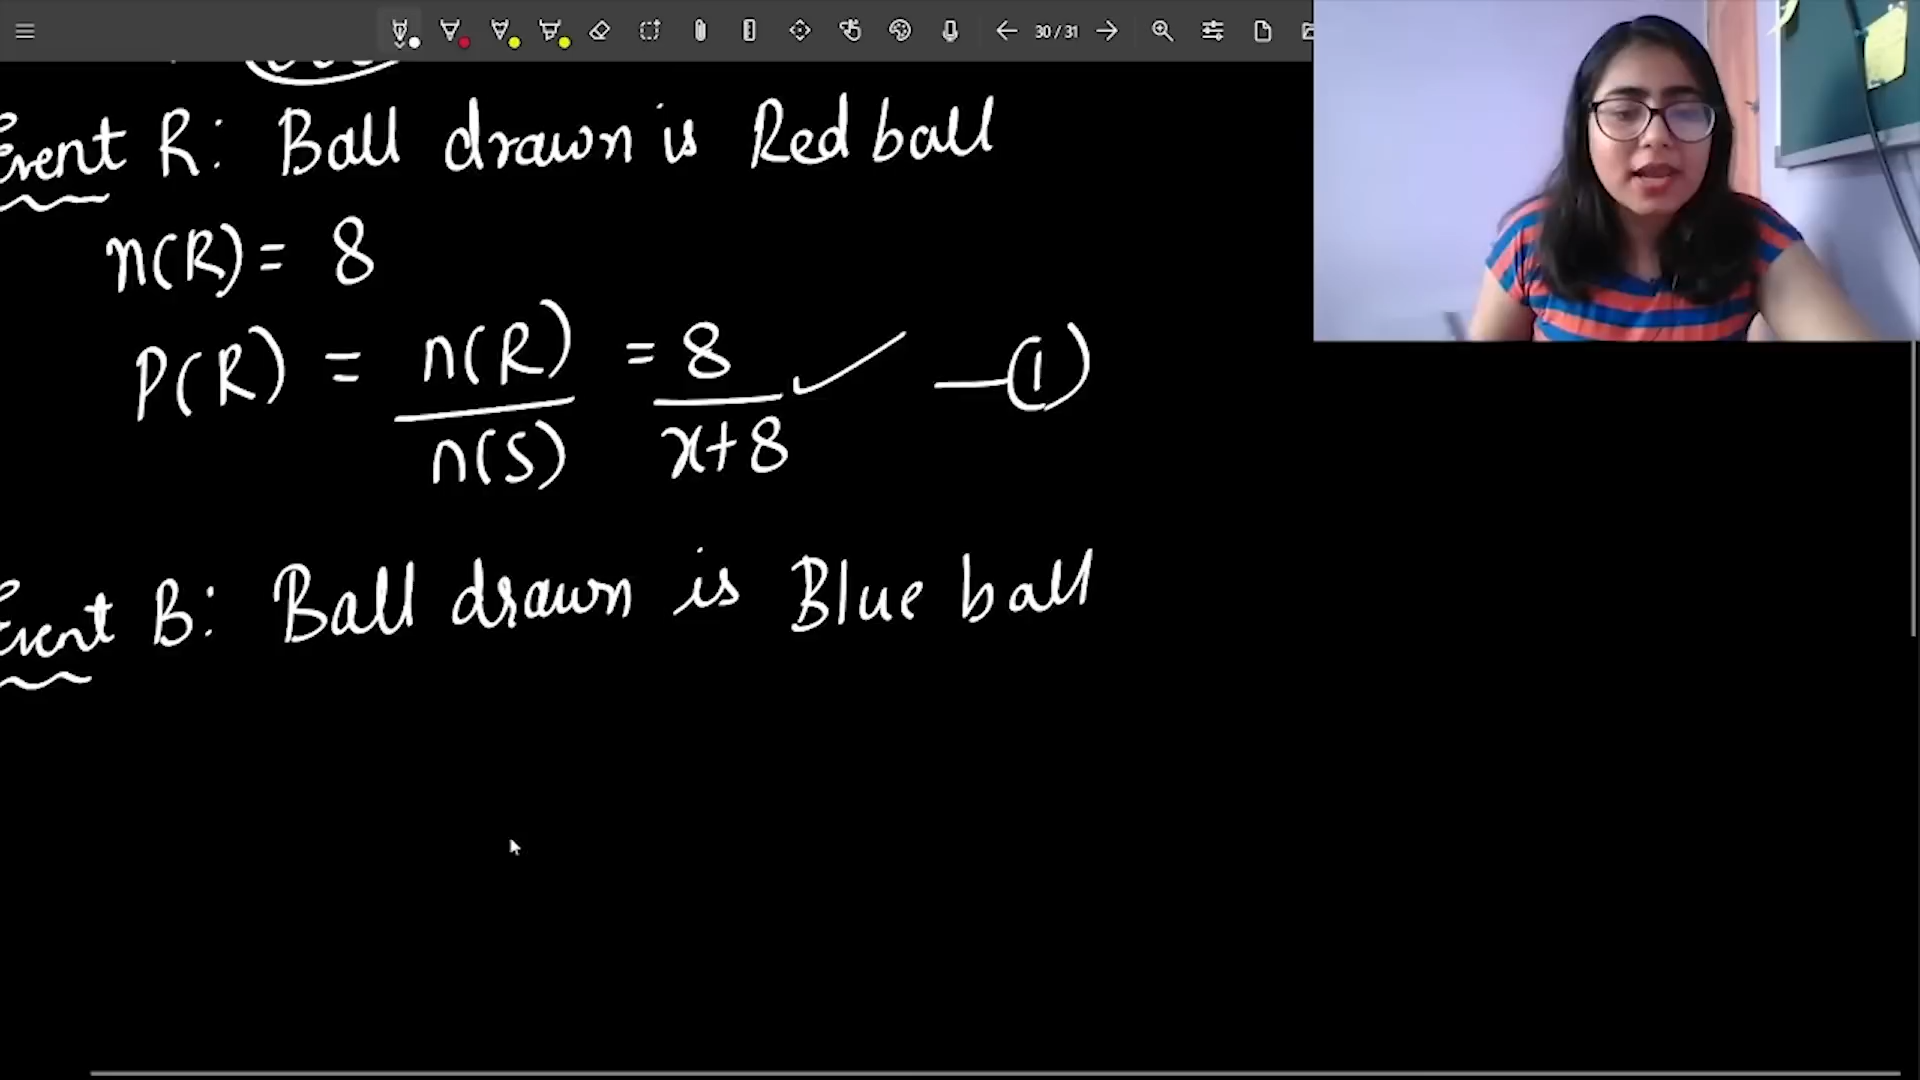 30/31
Event R: Ball drawn is Red ball
n(R) = 8
P(R) = n(R)/n(S) = 8/x+8 ✓ —①
Event B: Ball drawn is Blue ball